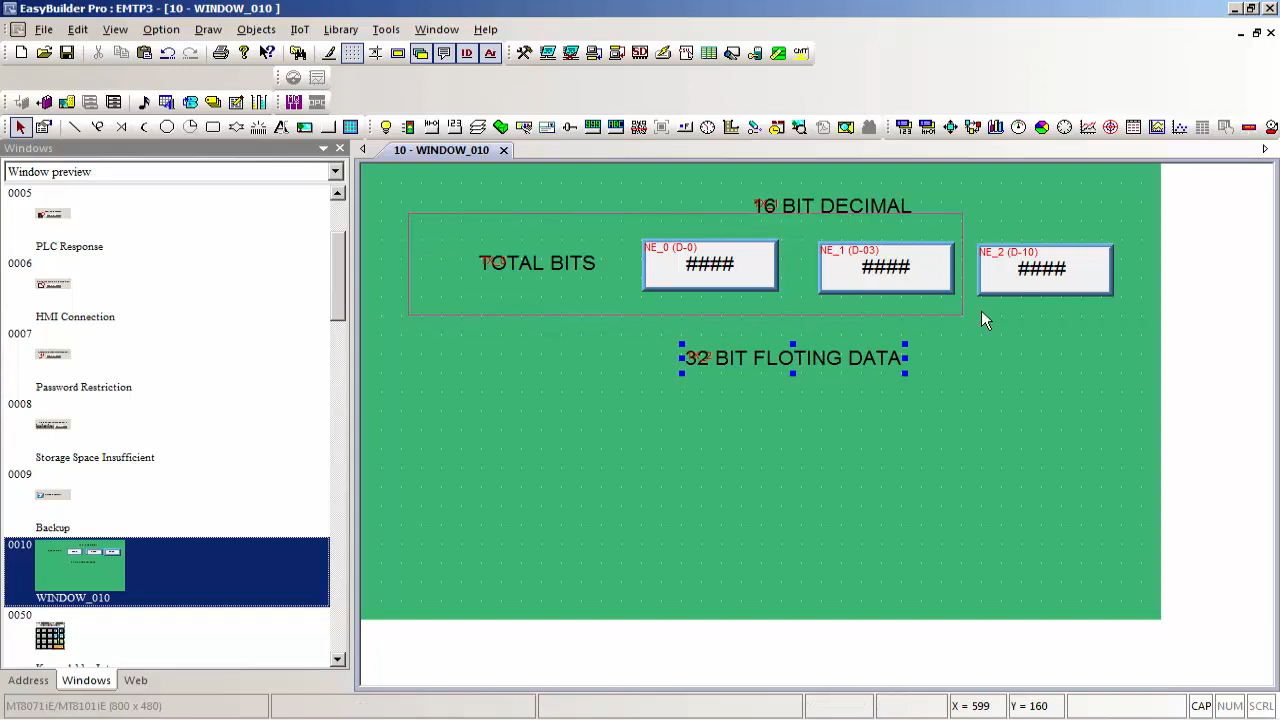 EasyBuilder Pro : EMTP3 - [10 - WINDOW_010 ]
File Edit View Option Draw Objects IIoT Library Tools Window Help
Windows
10 - WINDOW_010
Window preview
0005
PLC Response
0006
HMI Connection
0007
Password Restriction
0008
Storage Space Insufficient
0009
Backup
0010
WINDOW_010
0050
16 BIT DECIMAL
TOTAL BITS
NE_0 (D-0)
####
NE_1 (D-03)
####
NE_2 (D-10)
####
32 BIT FLOTING DATA
Address Windows Web
MT8071iE/MT8101iE (800 x 480)
X = 599 Y = 160 CAP NUM SCRL